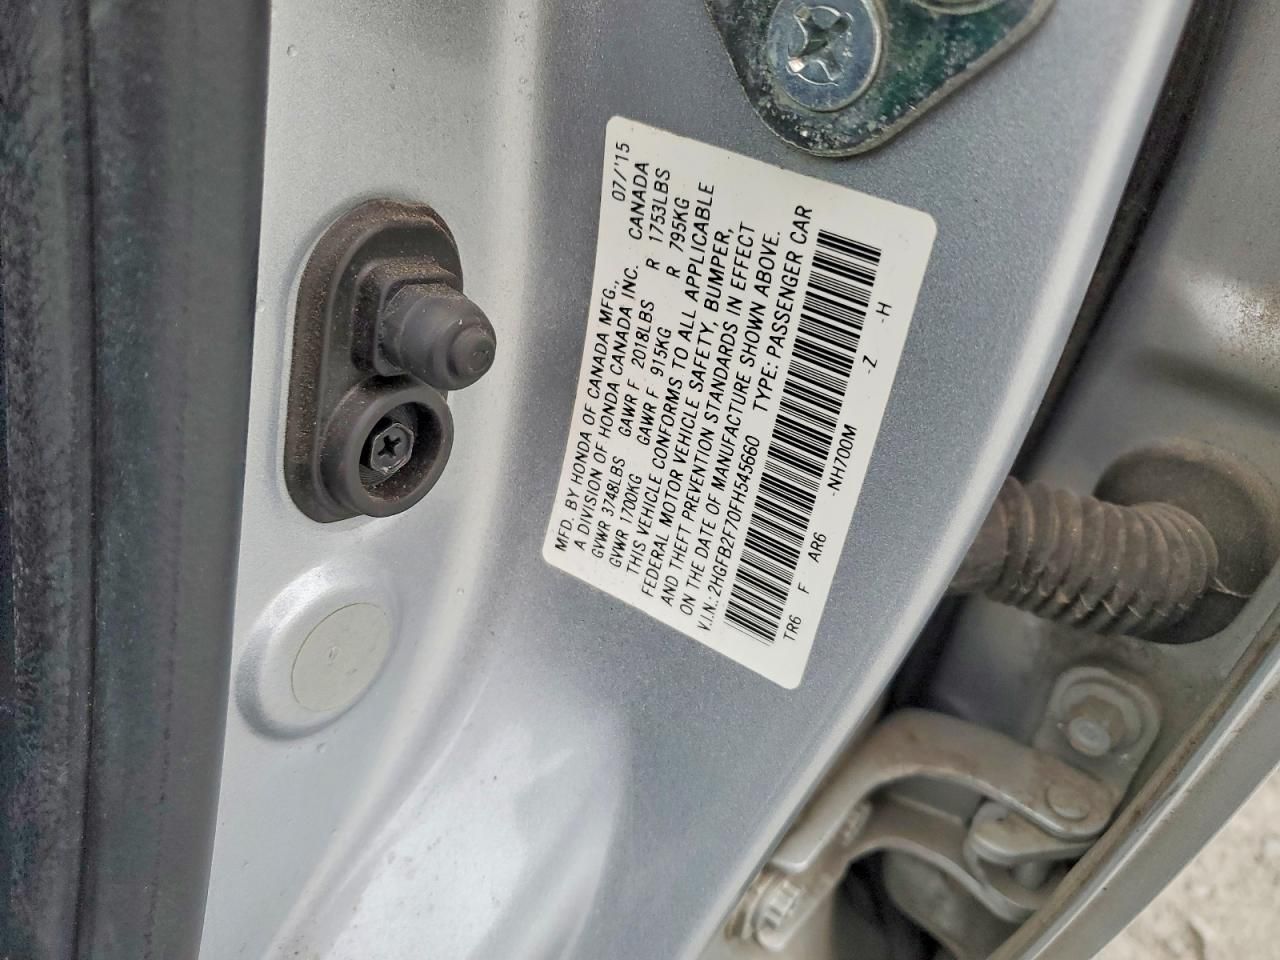 07/'15
MFD. BY HONDA OF CANADA MFG.,
A DIVISION OF HONDA CANADA INC. CANADA
GVWR 3748LBS GAWR F 2018LBS R 1753LBS
GVWR 1700KG GAWR F 915KG R 795KG
THIS VEHICLE CONFORMS TO ALL APPLICABLE
FEDERAL MOTOR VEHICLE SAFETY, BUMPER,
AND THEFT PREVENTION STANDARDS IN EFFECT
ON THE DATE OF MANUFACTURE SHOWN ABOVE.
V.I.N.: 2HGFB2F70FH545660 TYPE: PASSENGER CAR
TR6 F AR6 -NH700M -Z -H